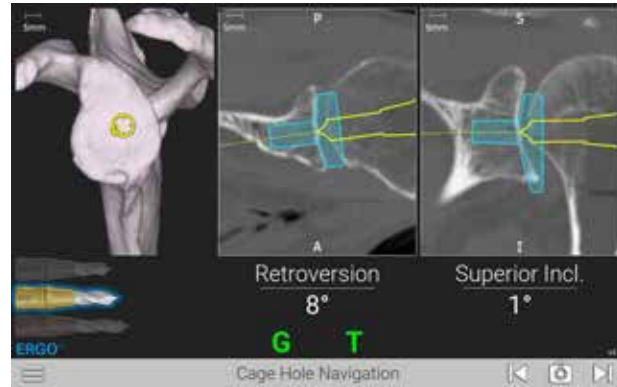 5mm
P
5mm
S
5mm
A
I
Retroversion
8°
Superior Incl.
1°
ERGO
G T
Cage Hole Navigation